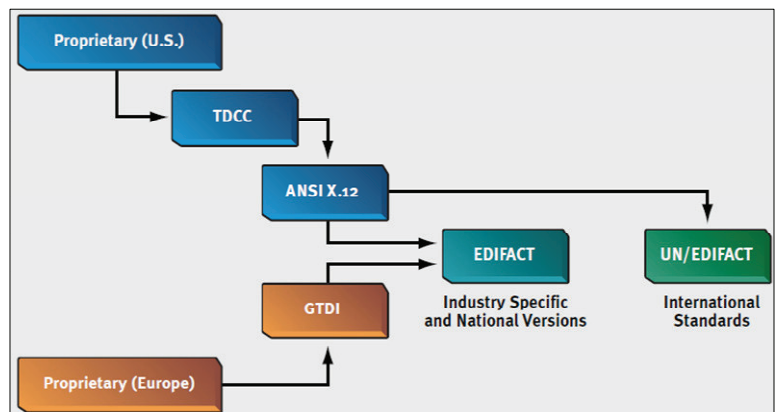 Proprietary (U.S.)
TDCC
ANSI X.12
EDIFACT
UN/EDIFACT
Industry Specific
and National Versions
International
Standards
GTDI
Proprietary (Europe)